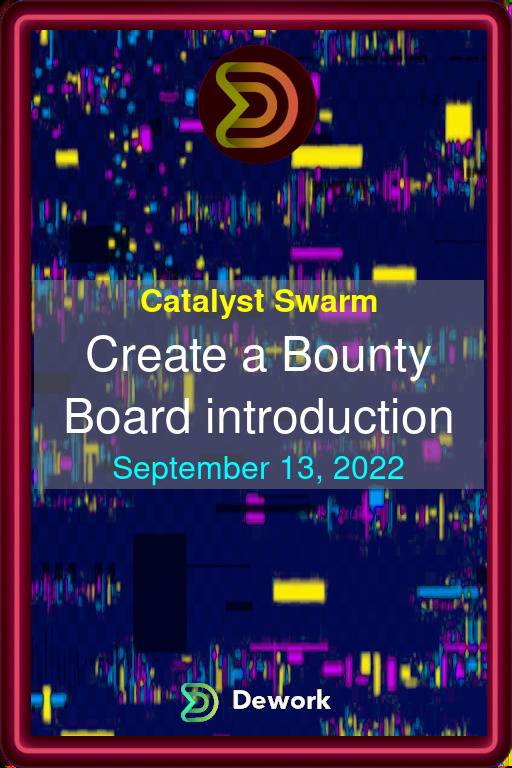 Catalyst Swarm
Create a Bounty
Board introduction
September 13, 2022
Dework